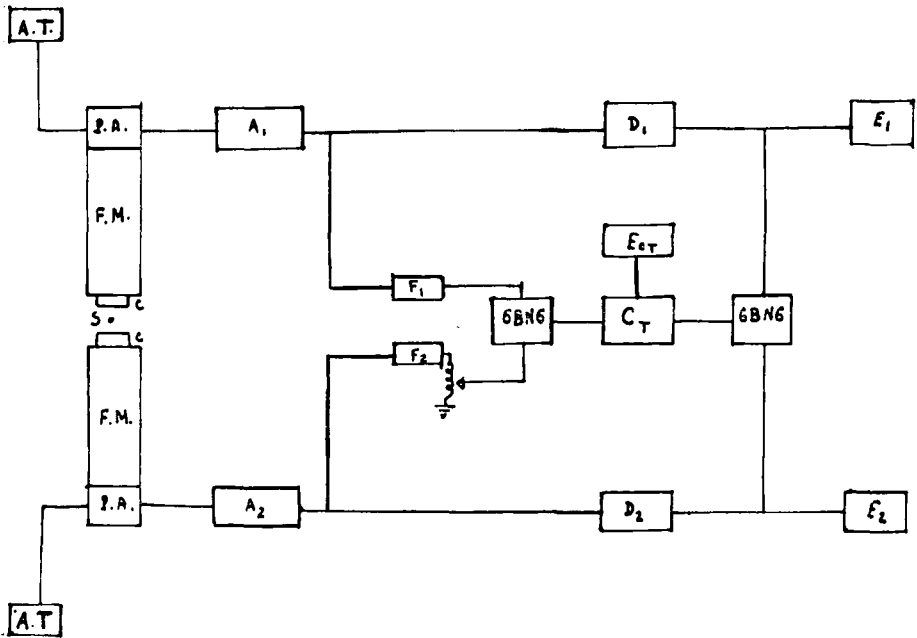 A.T.
P.A.
A1
D1
E1
F.M.
ECT
C
F1
S
6BN6
CT
6BN6
C
F2
F.M.
P.A.
A2
D2
E2
A.T